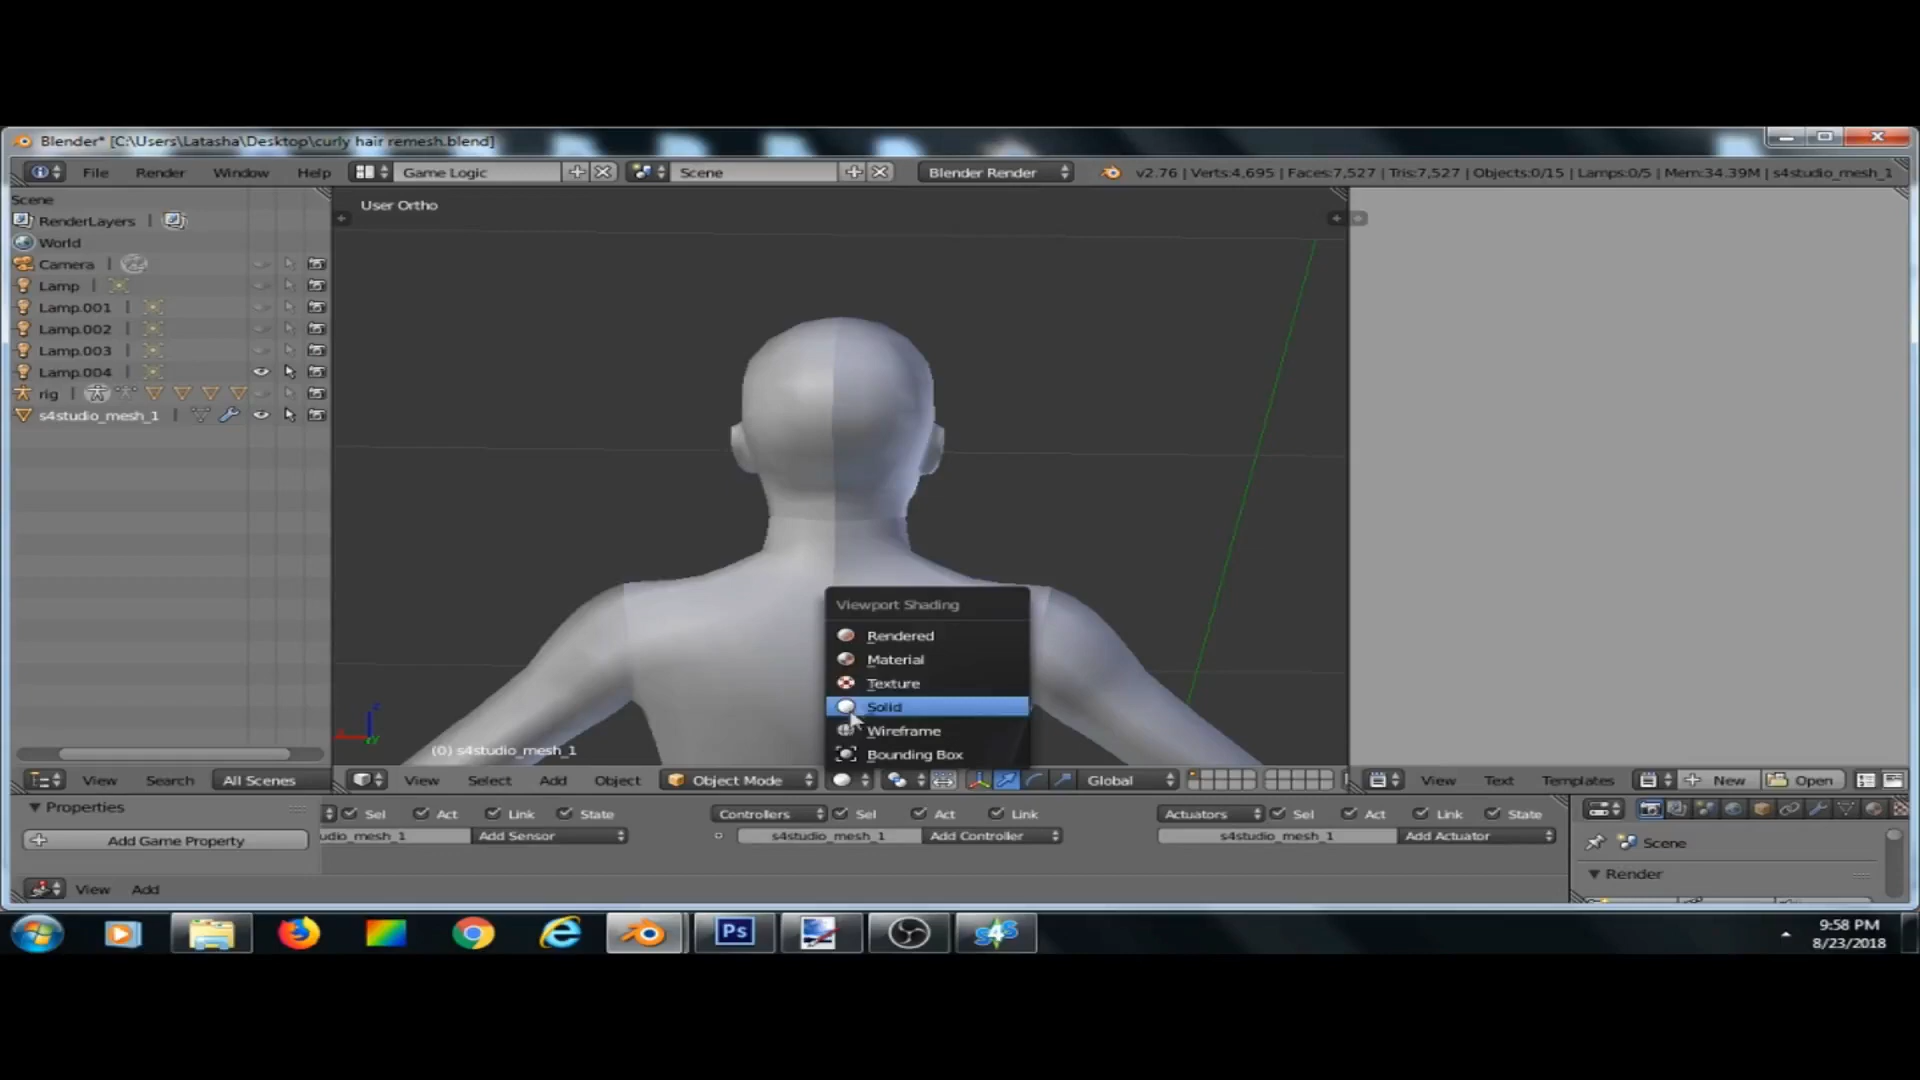 Blender* [C:\Users\Latasha\Desktop\curly hair remesh.blend]
File Render Window Help Game Logic Scene Blender Render v2.76 | Verts:4,695 | Faces:7,527 | Tris:7,527 | Objects:0/15 | Lamps:0/5 | Mem:34.39M | s4studio_mesh_1
Scene
RenderLayers
World
Camera
Lamp
Lamp.001
Lamp.002
Lamp.003
Lamp.004
rig
s4studio_mesh_1
User Ortho
Viewport Shading
Rendered
Material
Texture
Solid
Wireframe
Bounding Box
(0) s4studio_mesh_1
View Search All Scenes
View Select Add Object Object Mode Global
View Text Templates New Open
Properties
Add Game Property
Sel Act Link State
udio_mesh_1 Add Sensor
Controllers Sel Act Link
s4studio_mesh_1 Add Controller
Actuators Sel Act Link State
s4studio_mesh_1 Add Actuator
Scene
Render
View Add
Ps
S4S
9:58 PM
8/23/2018